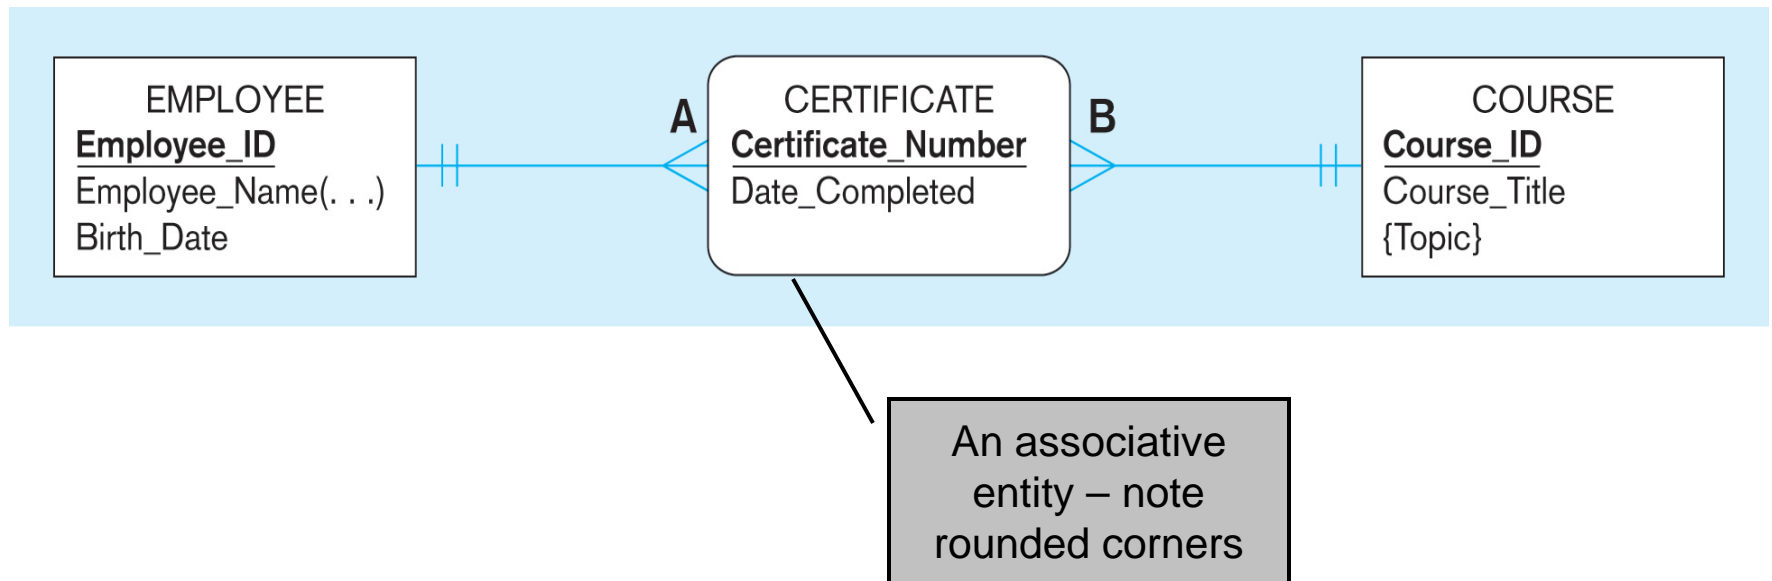 EMPLOYEE
Employee_ID
Employee_Name(. . .)
Birth_Date
A
CERTIFICATE
Certificate_Number
Date_Completed
B
COURSE
Course_ID
Course_Title
{Topic}
An associative
entity – note
rounded corners